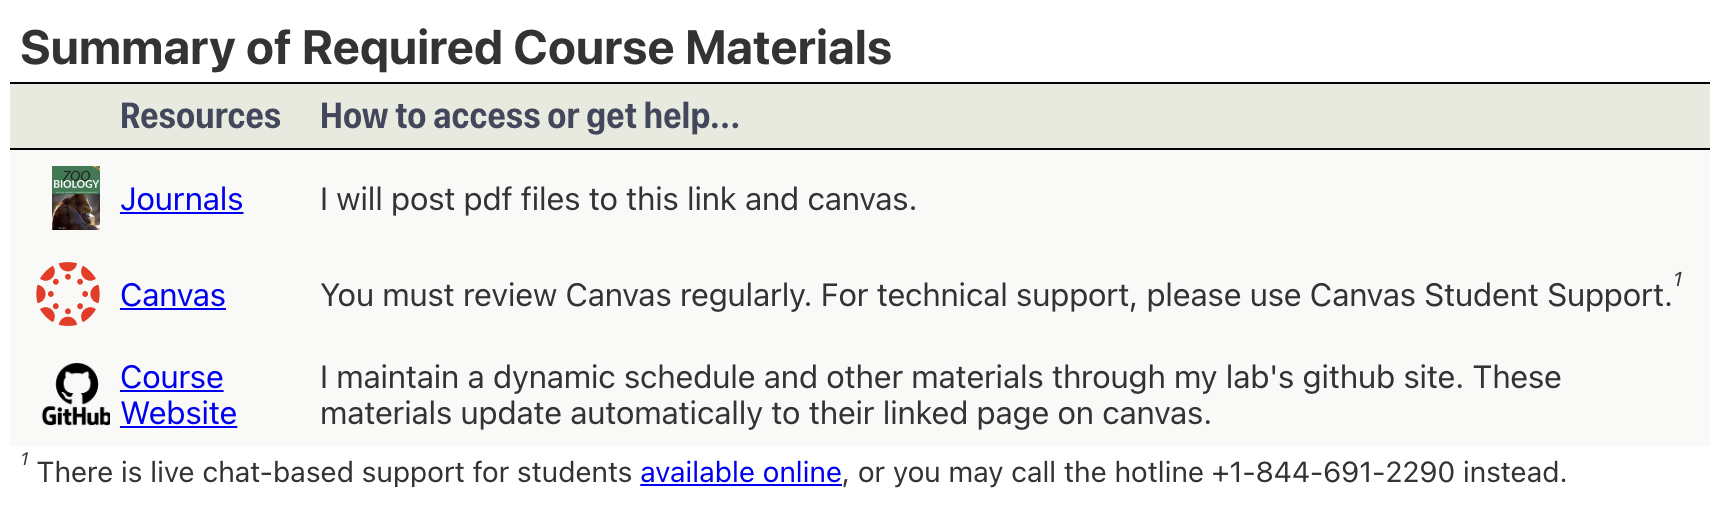 Summary of Required Course Materials
Resources How to access or get help...
ZOO
BIOLOGY
Journals I will post pdf files to this link and canvas.
Canvas You must review Canvas regularly. For technical support, please use Canvas Student Support.1
GitHub
Course I maintain a dynamic schedule and other materials through my lab's github site. These
Website materials update automatically to their linked page on canvas.
1 There is live chat-based support for students available online, or you may call the hotline +1-844-691-2290 instead.